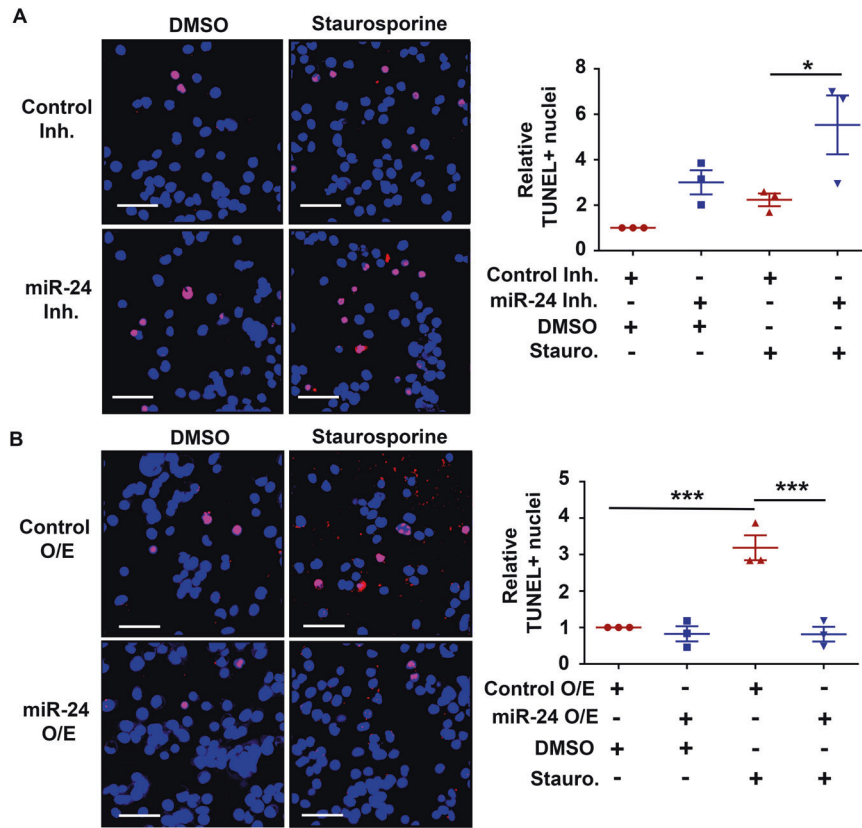 A
DMSO Staurosporine
Control
Inh.
miR-24
Inh.
Relative
TUNEL+ nuclei
8
6
4
2
0
*
Control Inh. + - + -
miR-24 Inh. - + - +
DMSO + + - -
Stauro. - - + +
B
DMSO Staurosporine
Control
O/E
miR-24
O/E
Relative
TUNEL+ nuclei
5
4
3
2
1
0
*** ***
Control O/E + - + -
miR-24 O/E - + - +
DMSO + + - -
Stauro. - - + +